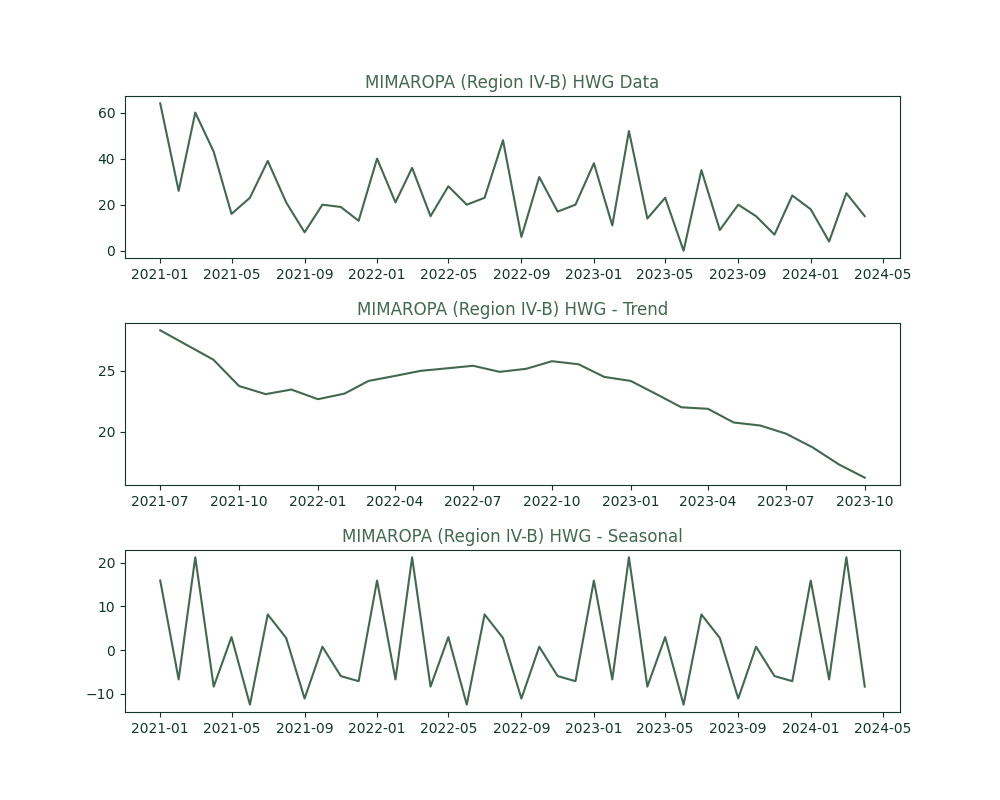 MIMAROPA (Region IV-B) HWG Data
60
40
20
0
2021-01 2021-05 2021-09 2022-01 2022-05 2022-09 2023-01 2023-05 2023-09 2024-01 2024-05
MIMAROPA (Region IV-B) HWG - Trend
25
20
2021-07 2021-10 2022-01 2022-04 2022-07 2022-10 2023-01 2023-04 2023-07 2023-10
MIMAROPA (Region IV-B) HWG - Seasonal
20
10
0
−10
2021-01 2021-05 2021-09 2022-01 2022-05 2022-09 2023-01 2023-05 2023-09 2024-01 2024-05